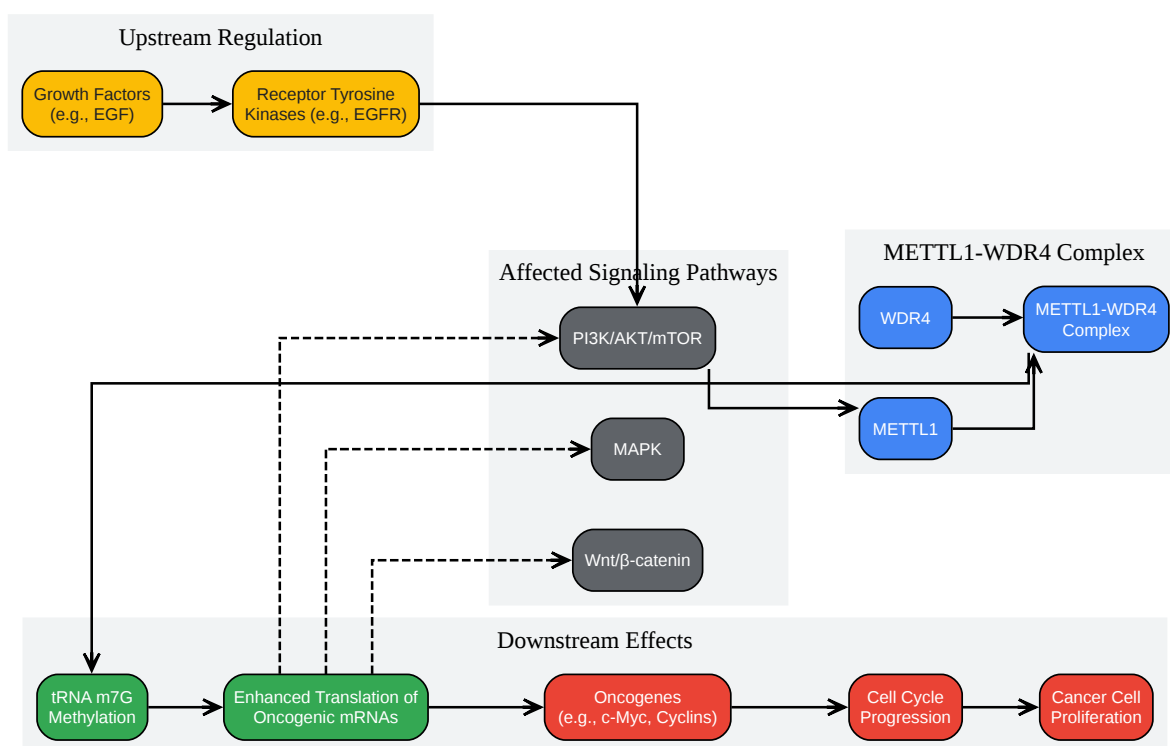 Upstream Regulation
Growth Factors
(e.g., EGF)
Receptor Tyrosine
Kinases (e.g., EGFR)
METTL1-WDR4 Complex
Affected Signaling Pathways
WDR4
METTL1-WDR4
Complex
PI3K/AKT/mTOR
METTL1
MAPK
Wnt/β-catenin
Downstream Effects
tRNA m7G
Methylation
Enhanced Translation of
Oncogenic mRNAs
Oncogenes
(e.g., c-Myc, Cyclins)
Cell Cycle
Progression
Cancer Cell
Proliferation